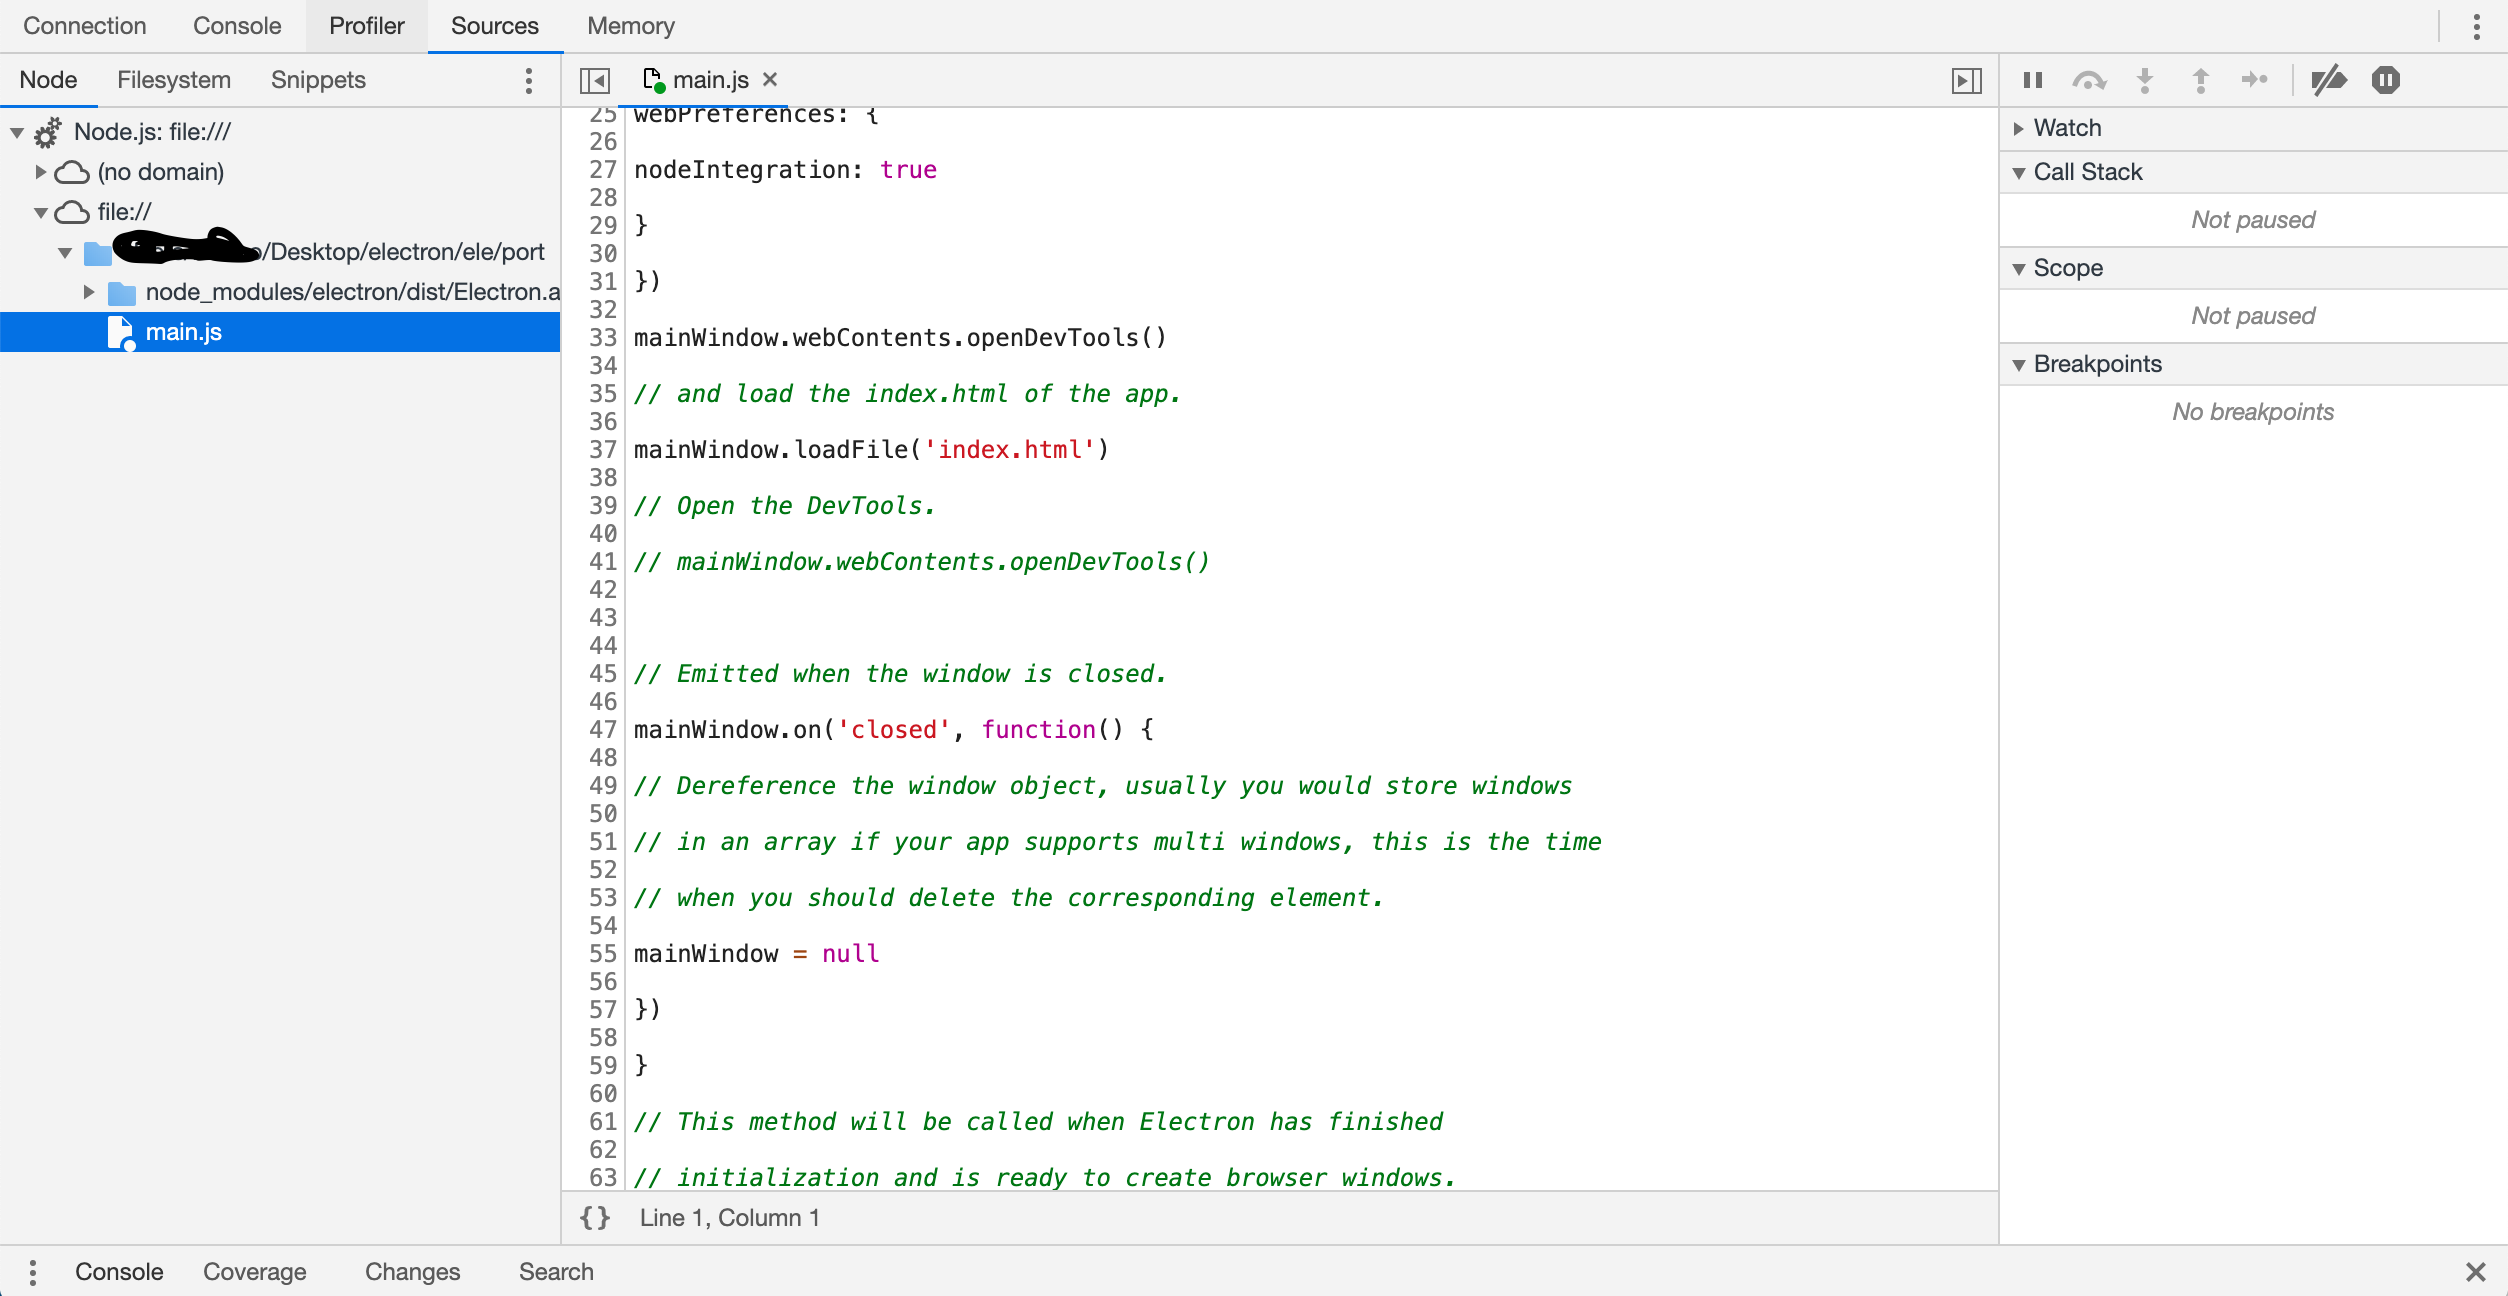 Connection Console Profiler Sources Memory
Node Filesystem Snippets
main.js ×
Node.js: file:///
(no domain)
file://
/Desktop/electron/ele/port
node_modules/electron/dist/Electron.a
main.js
25 webPreferences: {
26
27 nodeIntegration: true
28
29 }
30
31 })
32
33 mainWindow.webContents.openDevTools()
34
35 // and load the index.html of the app.
36
37 mainWindow.loadFile('index.html')
38
39 // Open the DevTools.
40
41 // mainWindow.webContents.openDevTools()
42
43
44
45 // Emitted when the window is closed.
46
47 mainWindow.on('closed', function() {
48
49 // Dereference the window object, usually you would store windows
50
51 // in an array if your app supports multi windows, this is the time
52
53 // when you should delete the corresponding element.
54
55 mainWindow = null
56
57 })
58
59 }
60
61 // This method will be called when Electron has finished
62
63 // initialization and is ready to create browser windows.
{} Line 1, Column 1
Watch
Call Stack
Not paused
Scope
Not paused
Breakpoints
No breakpoints
Console Coverage Changes Search